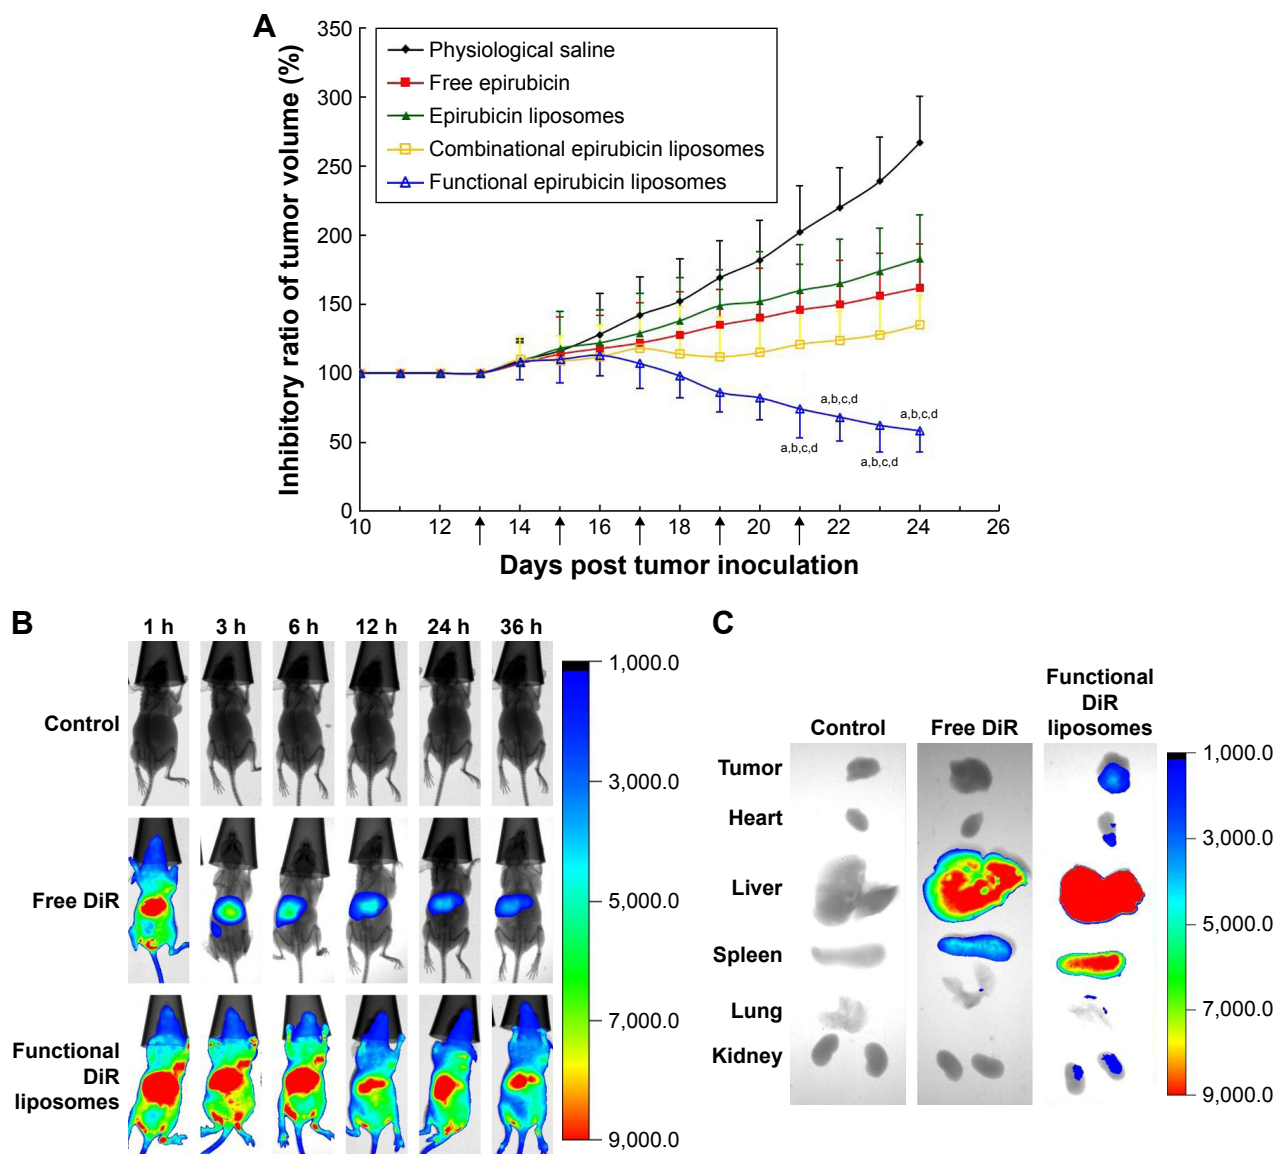 A
Inhibitory ratio of tumor volume (%)
350
300
250
200
150
100
50
0
Physiological saline
Free epirubicin
Epirubicin liposomes
Combinational epirubicin liposomes
Functional epirubicin liposomes
a,b,c,d
a,b,c,d
a,b,c,d
a,b,c,d
10 12 14 16 18 20 22 24 26
Days post tumor inoculation
B
1 h 3 h 6 h 12 h 24 h 36 h
Control
Free DiR
Functional
DiR
liposomes
1,000.0
3,000.0
5,000.0
7,000.0
9,000.0
C
Control
Free DiR
Functional
DiR
liposomes
Tumor
Heart
Liver
Spleen
Lung
Kidney
1,000.0
3,000.0
5,000.0
7,000.0
9,000.0